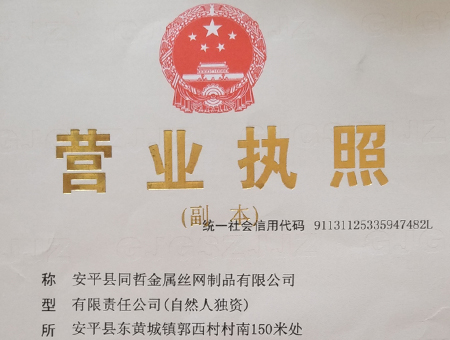 营业执照
(副 本)
统一社会信用代码 91131125335947482L
称 安平县同哲金属丝网制品有限公司
型 有限责任公司(自然人独资)
所 安平县东黄城镇郭西村村南150米处